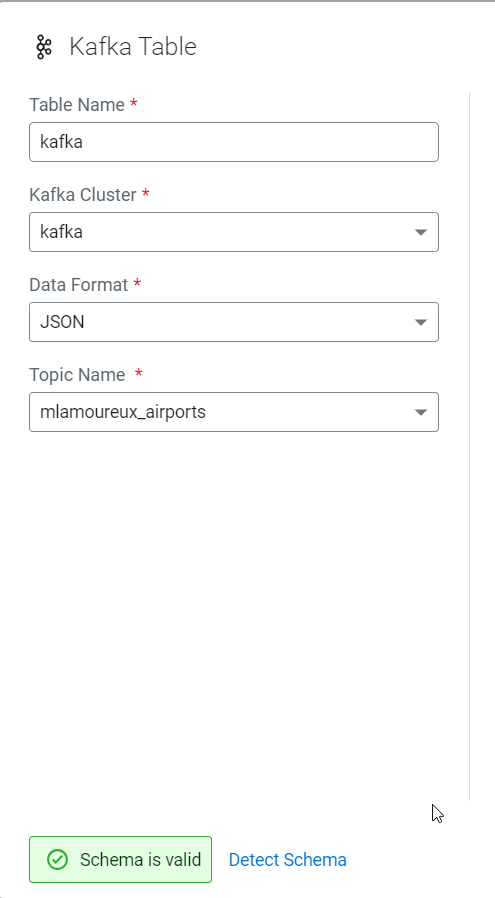 Kafka Table
Table Name *
kafka
Kafka Cluster *
kafka
Data Format *
JSON
Topic Name *
mlamoureux_airports
Schema is valid Detect Schema